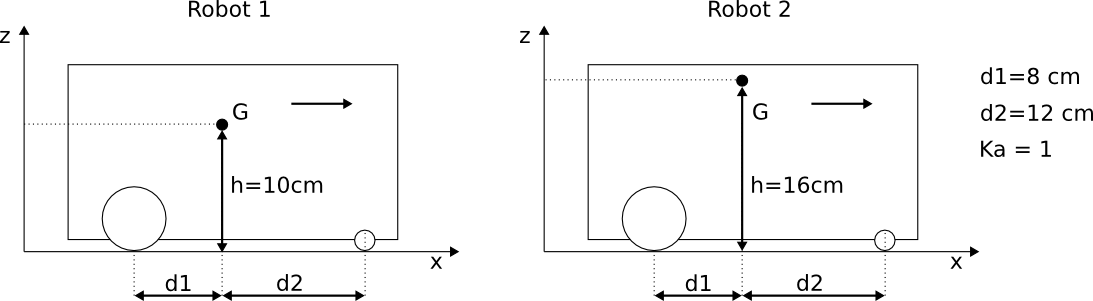 Robot 1
z
G
h=10cm
x
d1
d2
Robot 2
z
G
h=16cm
x
d1
d2
d1=8 cm
d2=12 cm
Ka = 1